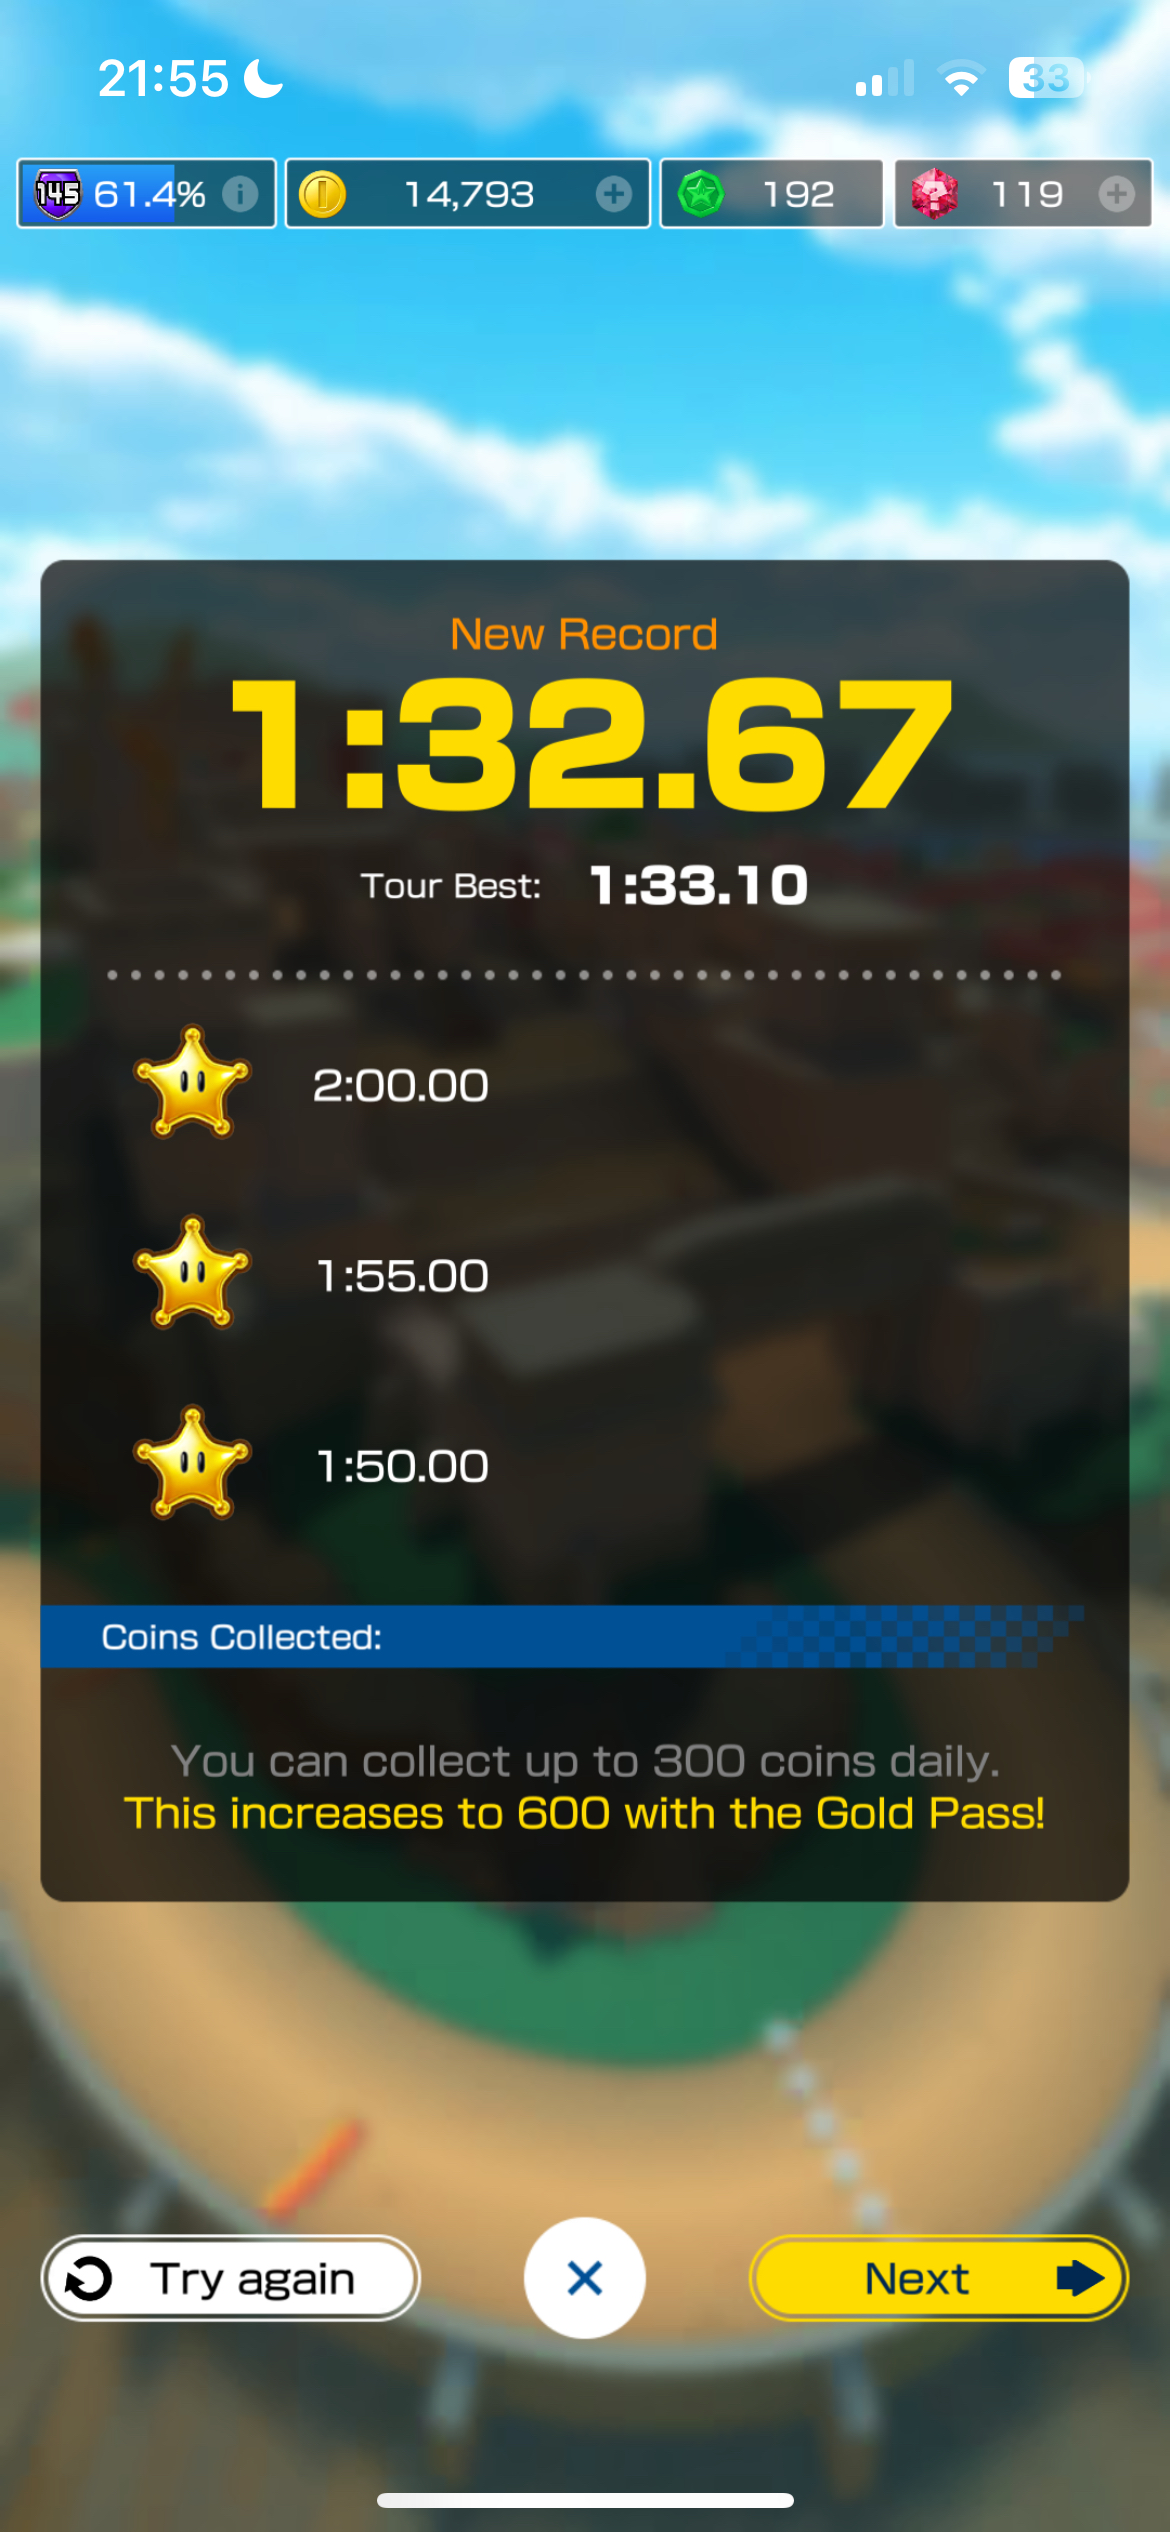 21:55
33
145 61.4%
14,793
192
119
New Record
1:32.67
Tour Best: 1:33.10
2:00.00
1:55.00
1:50.00
Coins Collected:
You can collect up to 300 coins daily.
This increases to 600 with the Gold Pass!
Try again
Next